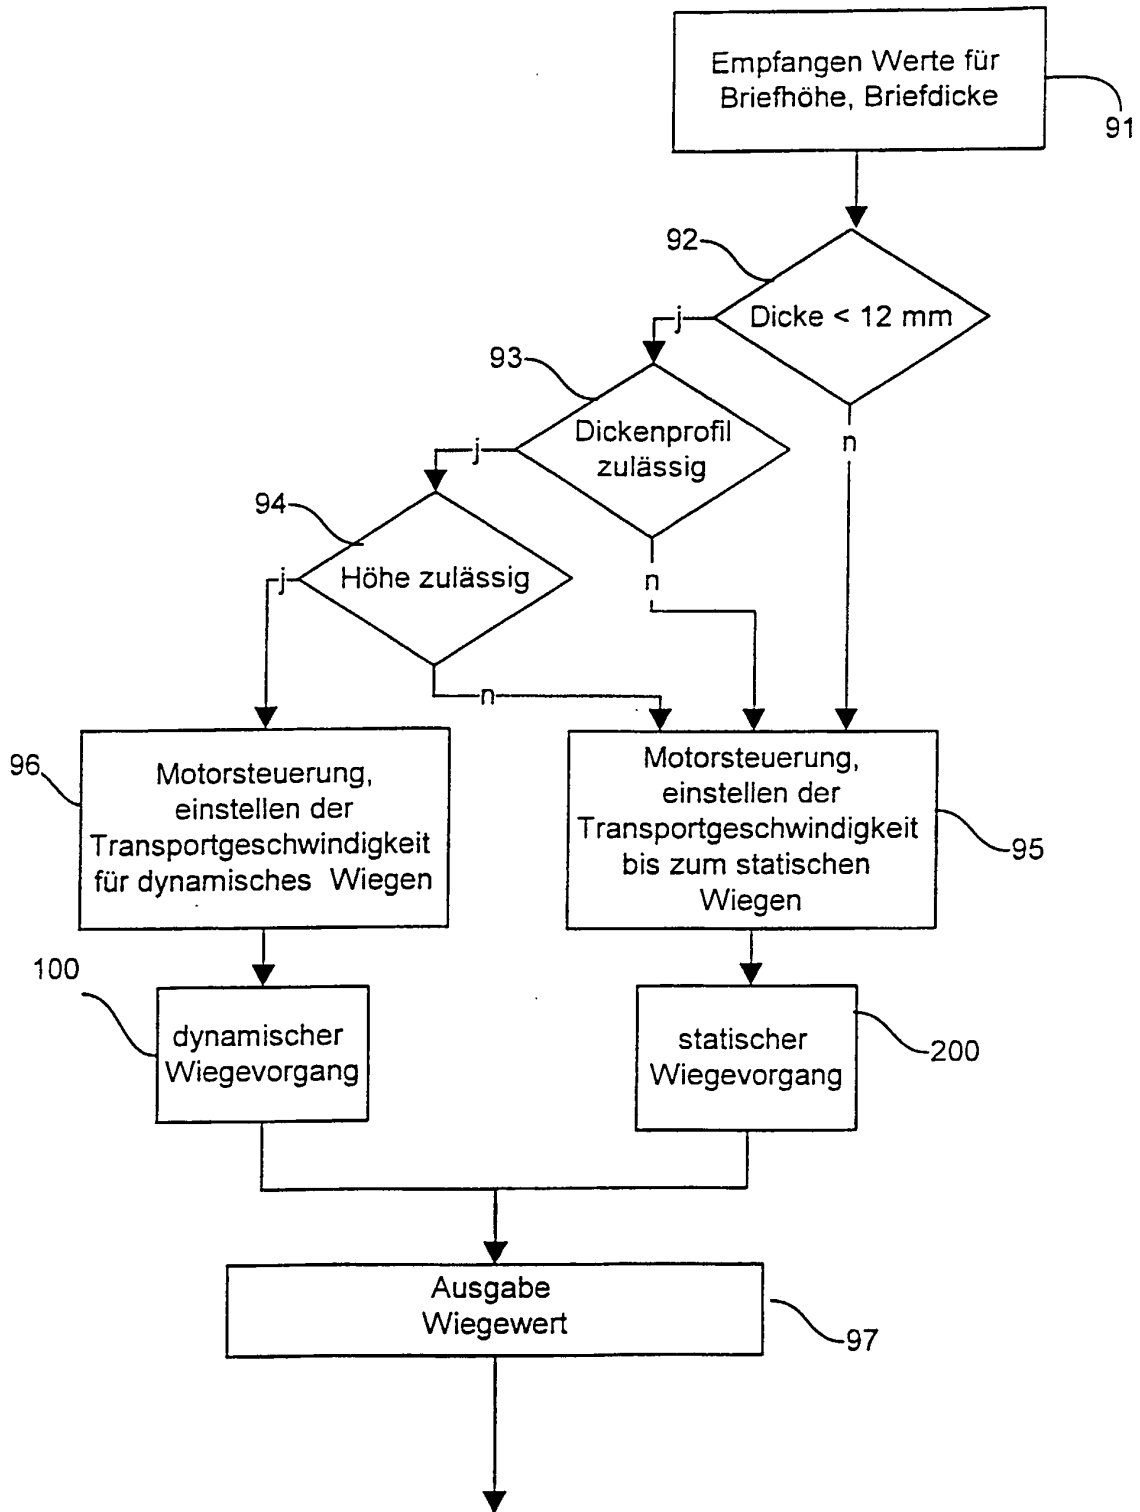 Empfangen Werte für
Briefhöhe, Briefdicke
91
92
Dicke < 12 mm
j
93
n
Dickenprofil
zulässig
j
94
n
Höhe zulässig
j
n
96
Motorsteuerung,
einstellen der
Transportgeschwindigkeit
für dynamisches Wiegen
Motorsteuerung,
einstellen der
Transportgeschwindigkeit
bis zum statischen
Wiegen
95
100
dynamischer
Wiegevorgang
statischer
Wiegevorgang
200
Ausgabe
Wiegewert
97